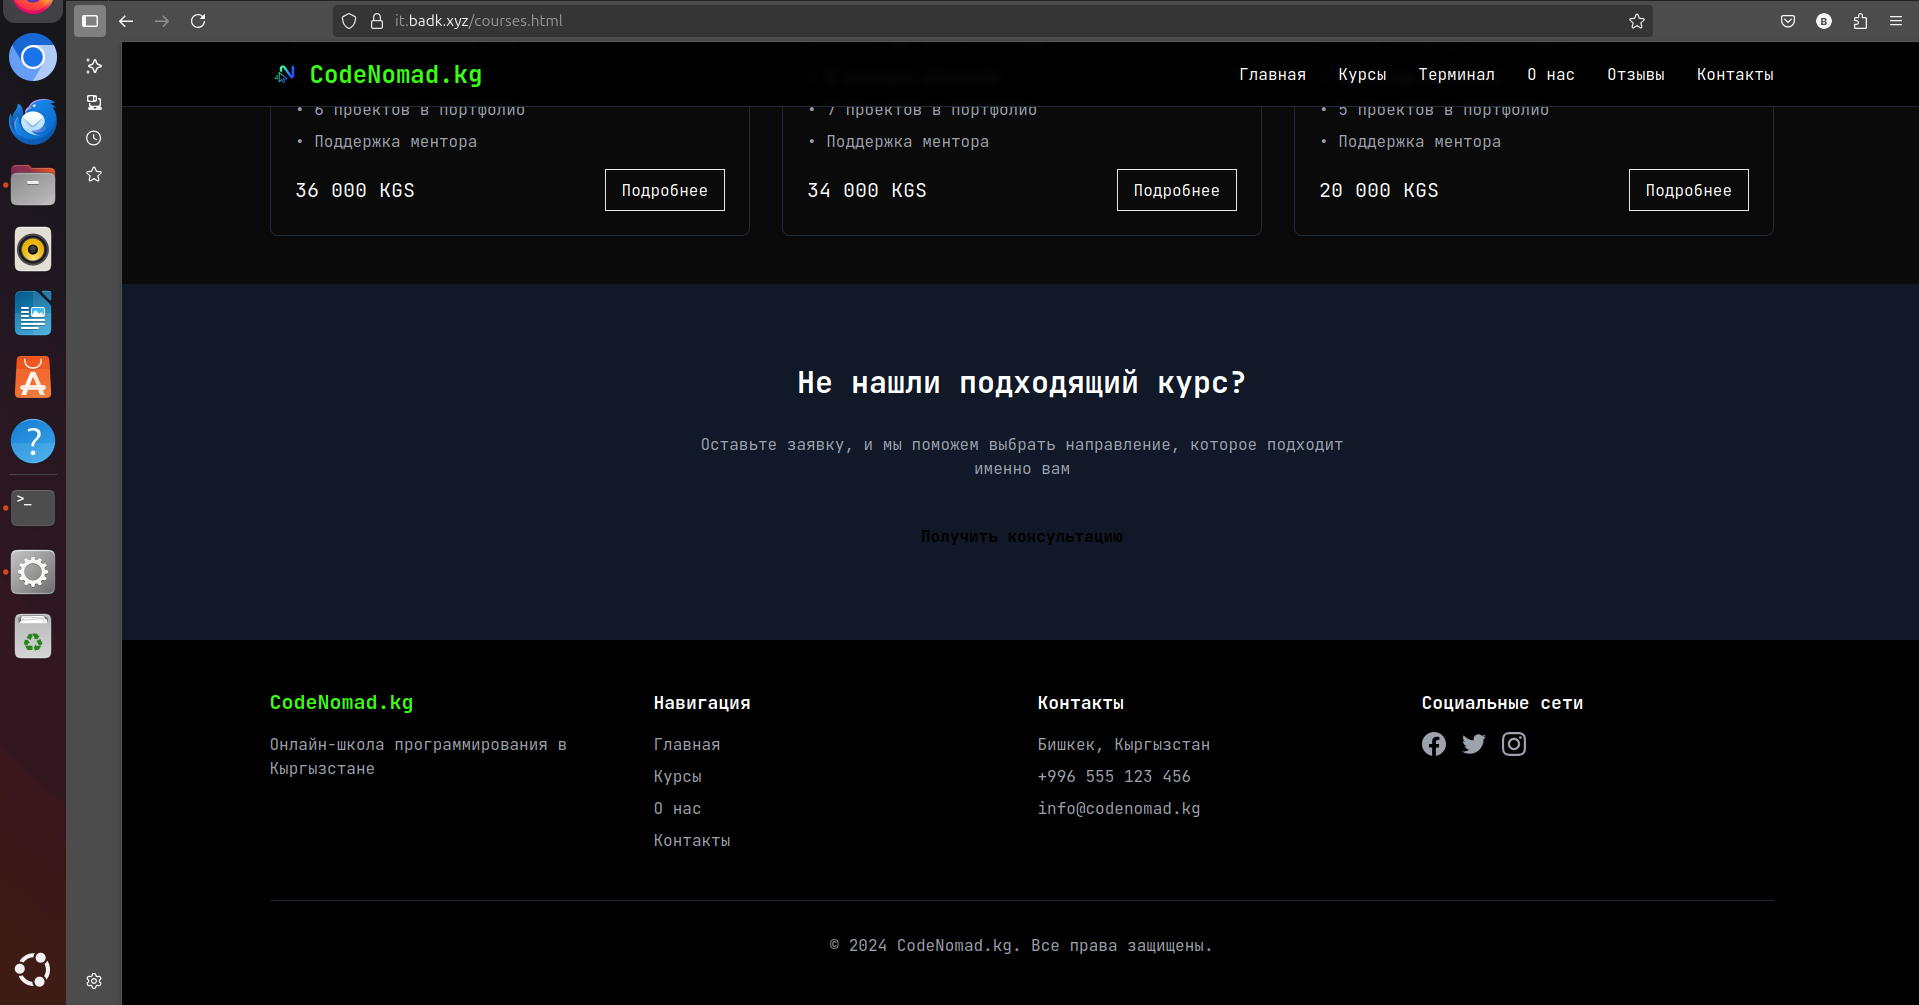 it.badk.xyz/courses.html
B
CodeNomad.kg
Главная Курсы Терминал О нас Отзывы Контакты
• 6 проектов в портфолио
• Поддержка ментора
36 000 KGS Подробнее
• 7 проектов в портфолио
• Поддержка ментора
34 000 KGS Подробнее
• 5 проектов в портфолио
• Поддержка ментора
20 000 KGS Подробнее
Не нашли подходящий курс?
Оставьте заявку, и мы поможем выбрать направление, которое подходит
именно вам
Получить консультацию
CodeNomad.kg
Онлайн-школа программирования в
Кыргызстане
Навигация
Главная
Курсы
О нас
Контакты
Контакты
Бишкек, Кыргызстан
+996 555 123 456
info@codenomad.kg
Социальные сети
© 2024 CodeNomad.kg. Все права защищены.